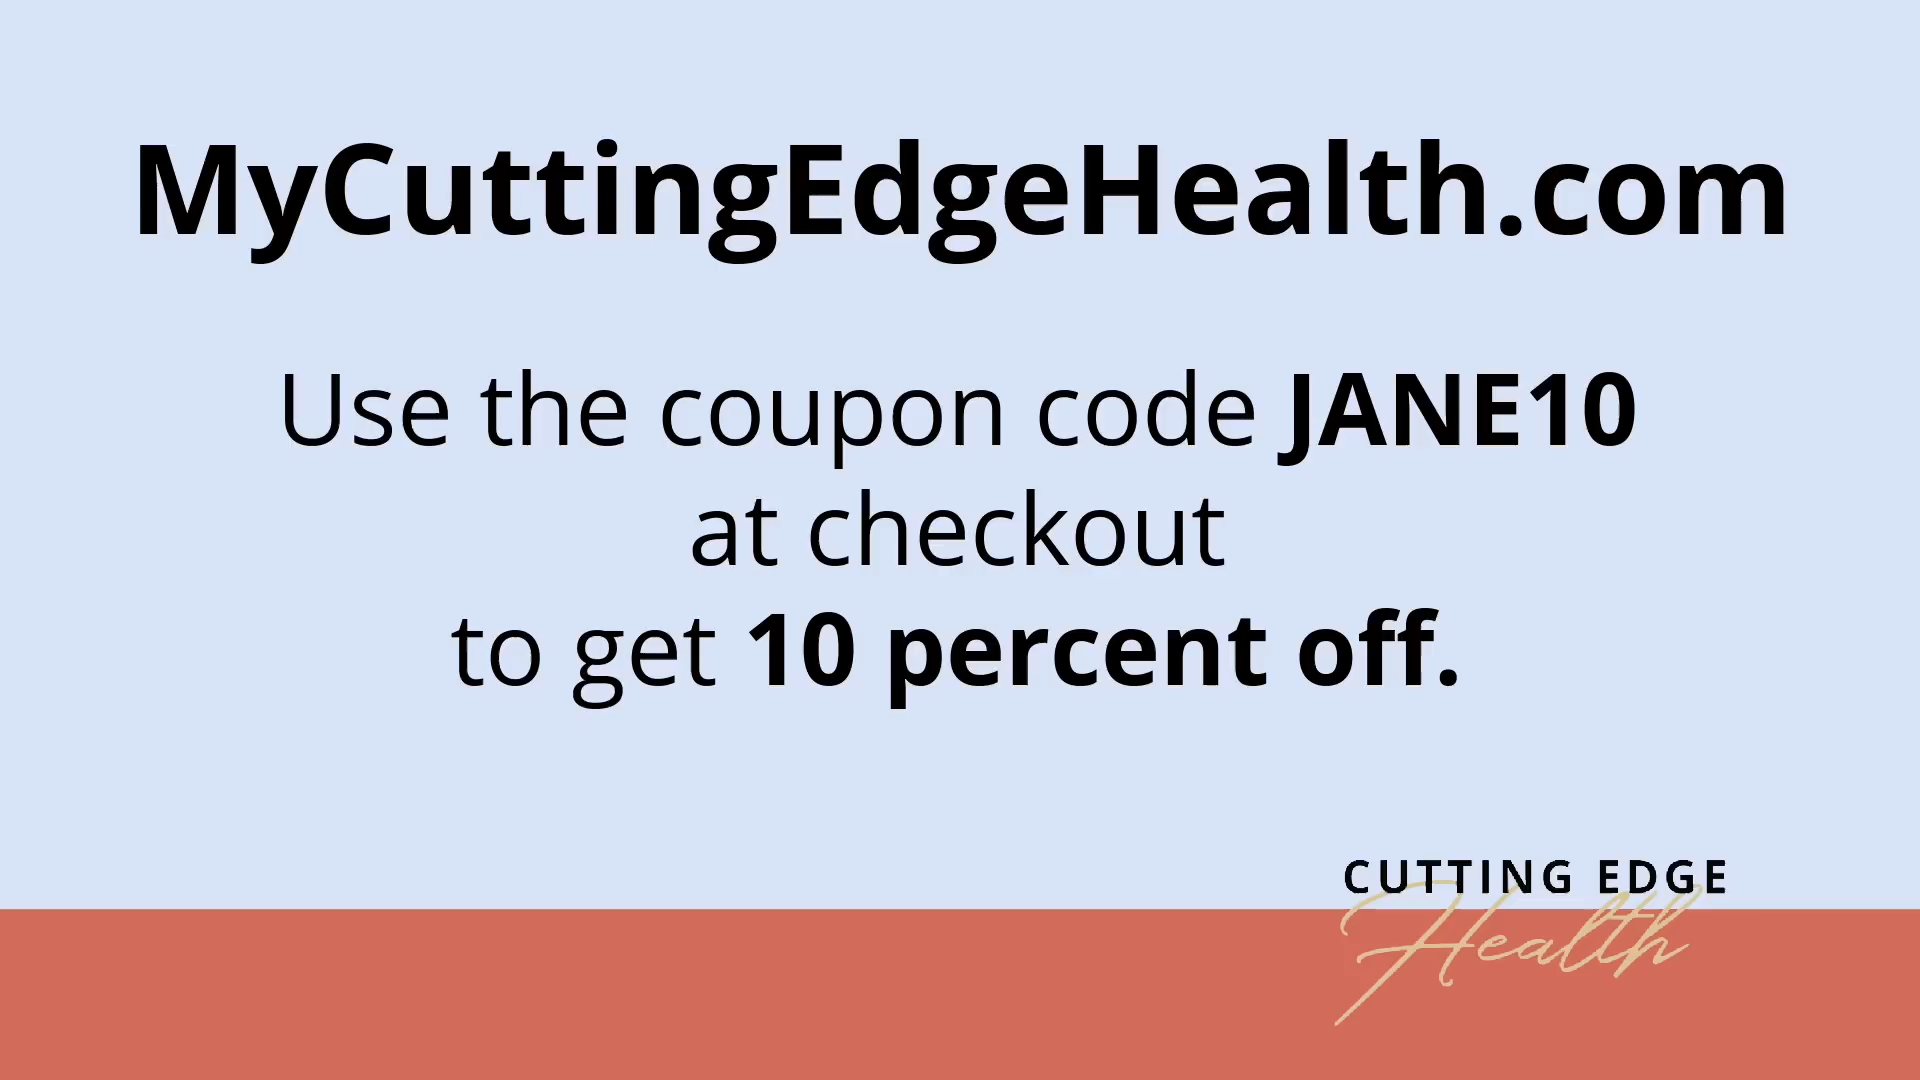 MyCuttingEdgeHealth.com
Use the coupon code JANE10
at checkout
to get 10 percent off.
CUTTING EDGE
Health